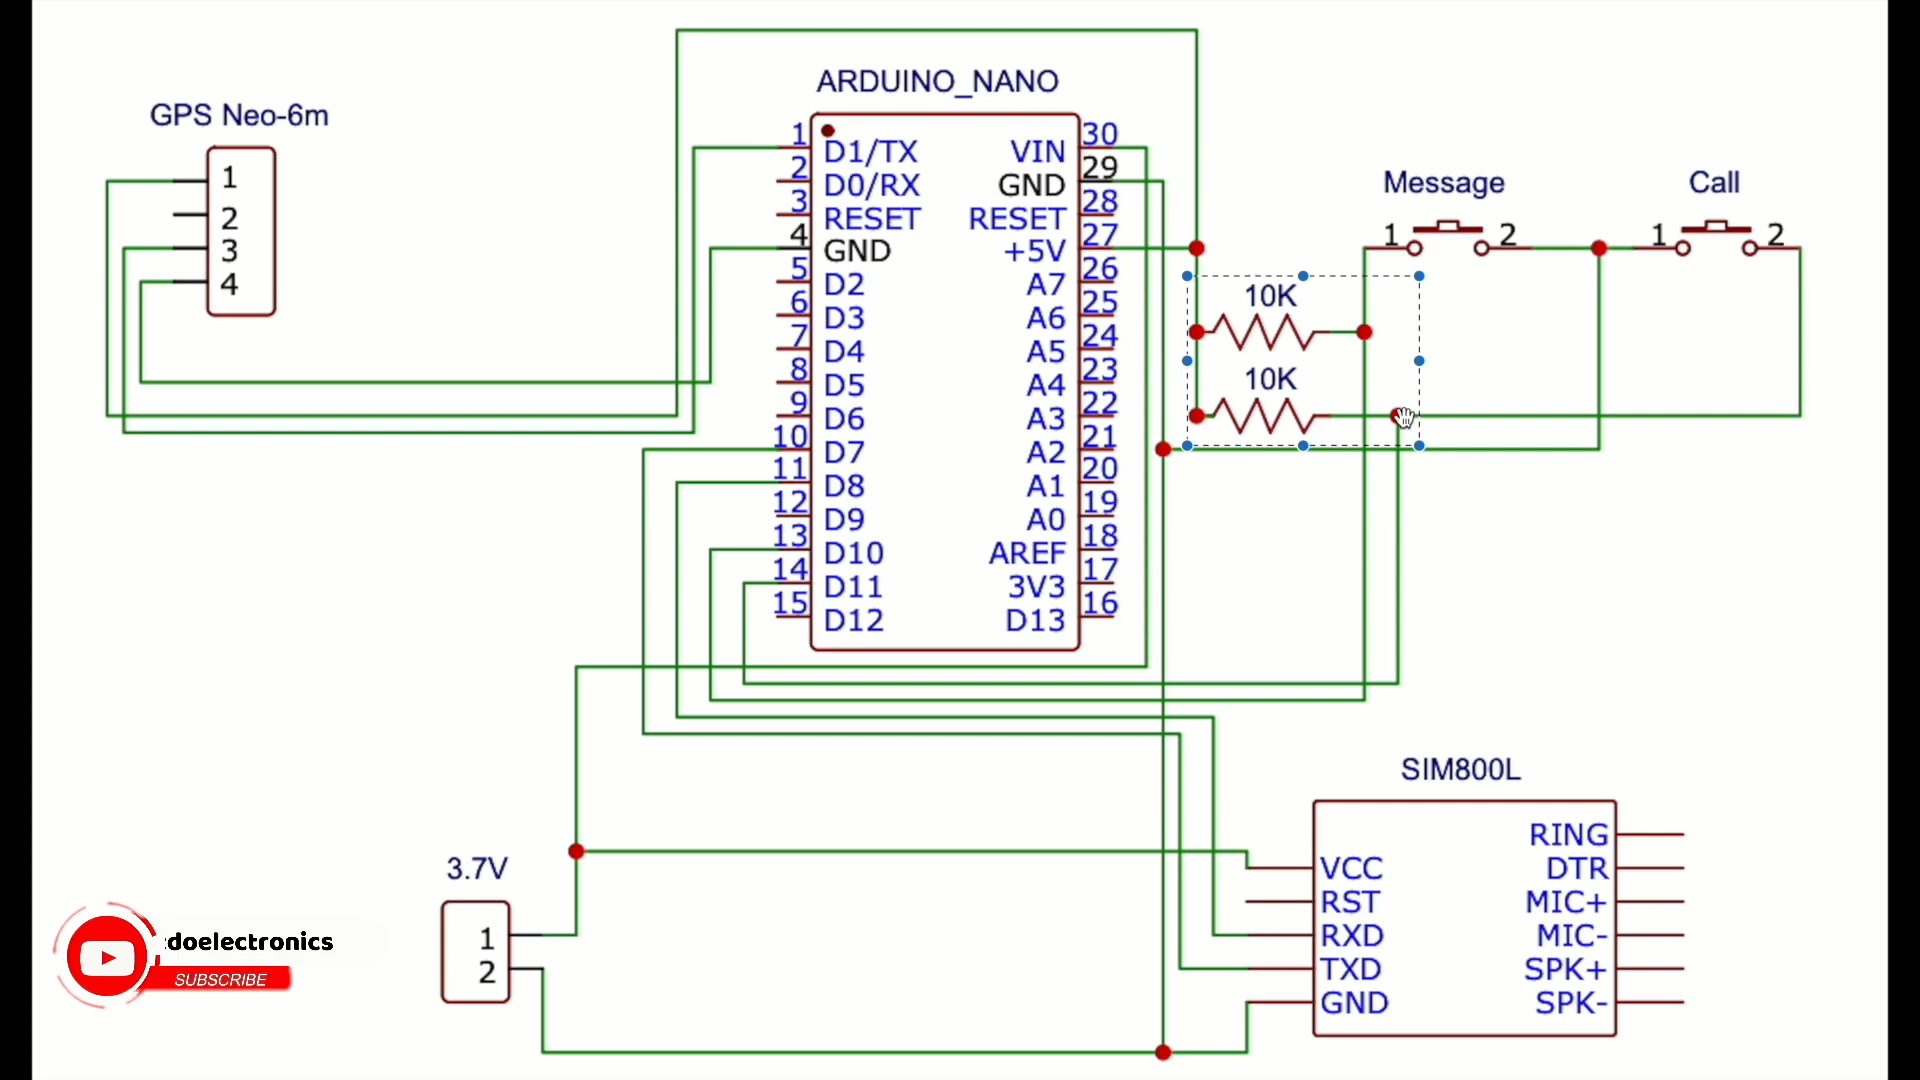 ARDUINO_NANO
GPS Neo-6m
1
2
3
4
1 D1/TX VIN 30
2 D0/RX GND 29
3 RESET RESET 28
4 GND +5V 27
5 D2 A7 26
6 D3 A6 25
7 D4 A5 24
8 D5 A4 23
9 D6 A3 22
10 D7 A2 21
11 D8 A1 20
12 D9 A0 19
13 D10 AREF 18
14 D11 3V3 17
15 D12 D13 16
Message
1 2
Call
1 2
10K
10K
SIM800L
RING
VCC DTR
RST MIC+
RXD MIC-
TXD SPK+
GND SPK-
3.7V
1
2
doelectronics
SUBSCRIBE